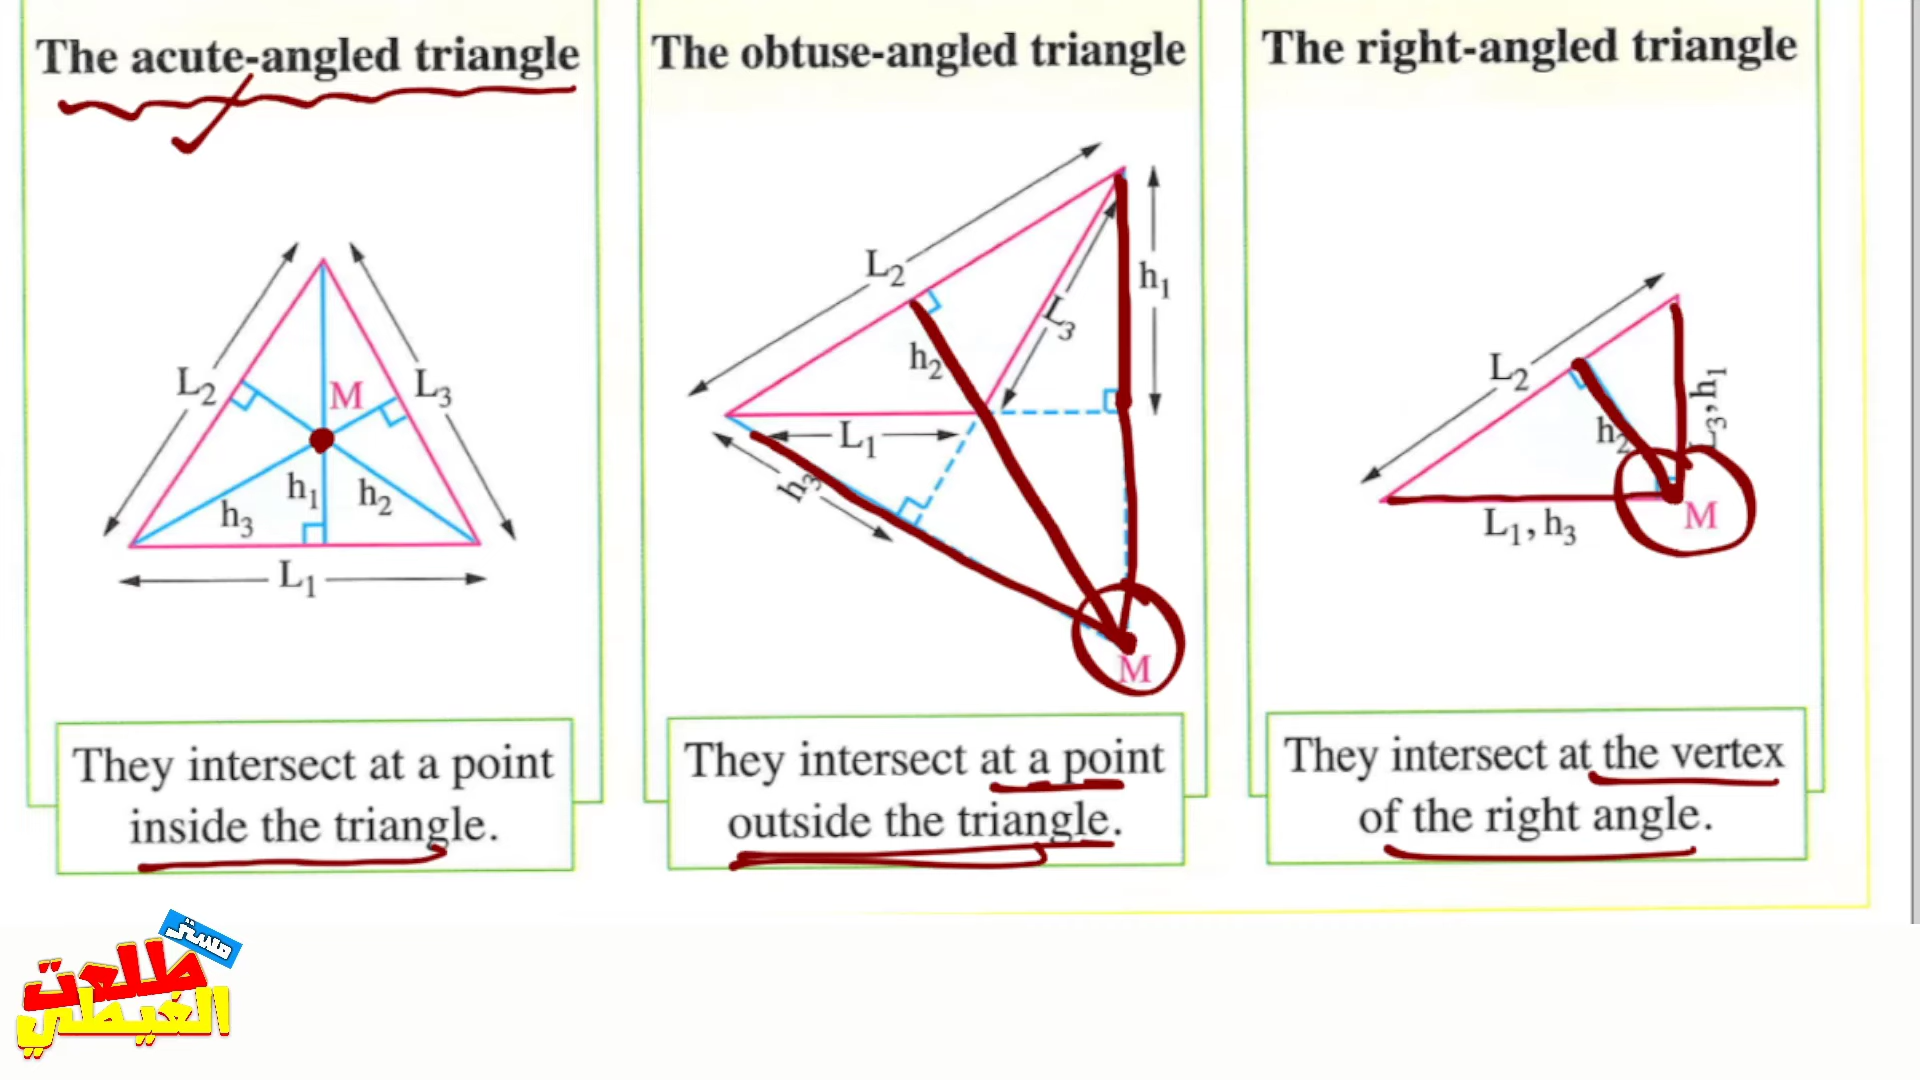 The acute-angled triangle
L2
L3
M
h1
h2
h3
L1
They intersect at a point
inside the triangle.
The obtuse-angled triangle
L2
h1
L3
h2
L1
h3
M
They intersect at a point
outside the triangle.
The right-angled triangle
L2
L3, h1
h2
M
L1, h3
They intersect at the vertex
of the right angle.
مستر
طلعت
الغيطي